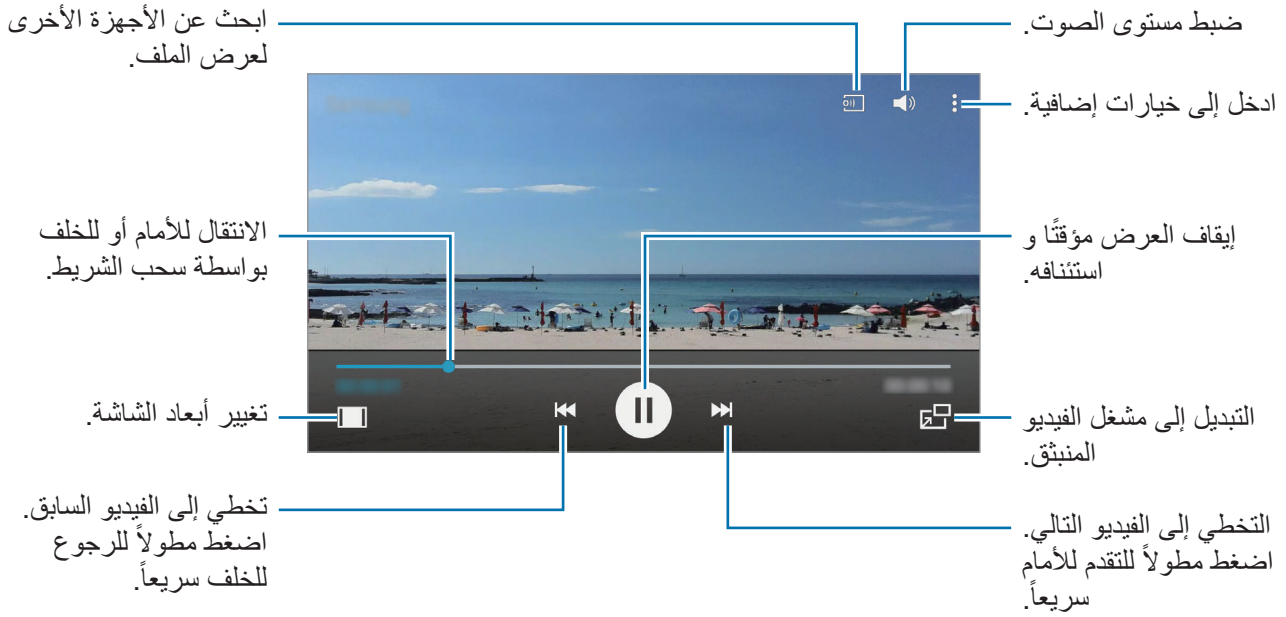 ضبط مستوى الصوت.
ادخل إلى خيارات إضافية.
إيقاف العرض مؤقتًا و
استئنافه.
التبديل إلى مشغل الفيديو
المنبثق.
التخطي إلى الفيديو التالي.
اضغط مطولاً للتقدم للأمام
سريعاً.
ابحث عن الأجهزة الأخرى
لعرض الملف.
الانتقال للأمام أو للخلف
بواسطة سحب الشريط.
تغيير أبعاد الشاشة.
تخطي إلى الفيديو السابق.
اضغط مطولاً للرجوع
للخلف سريعاً.